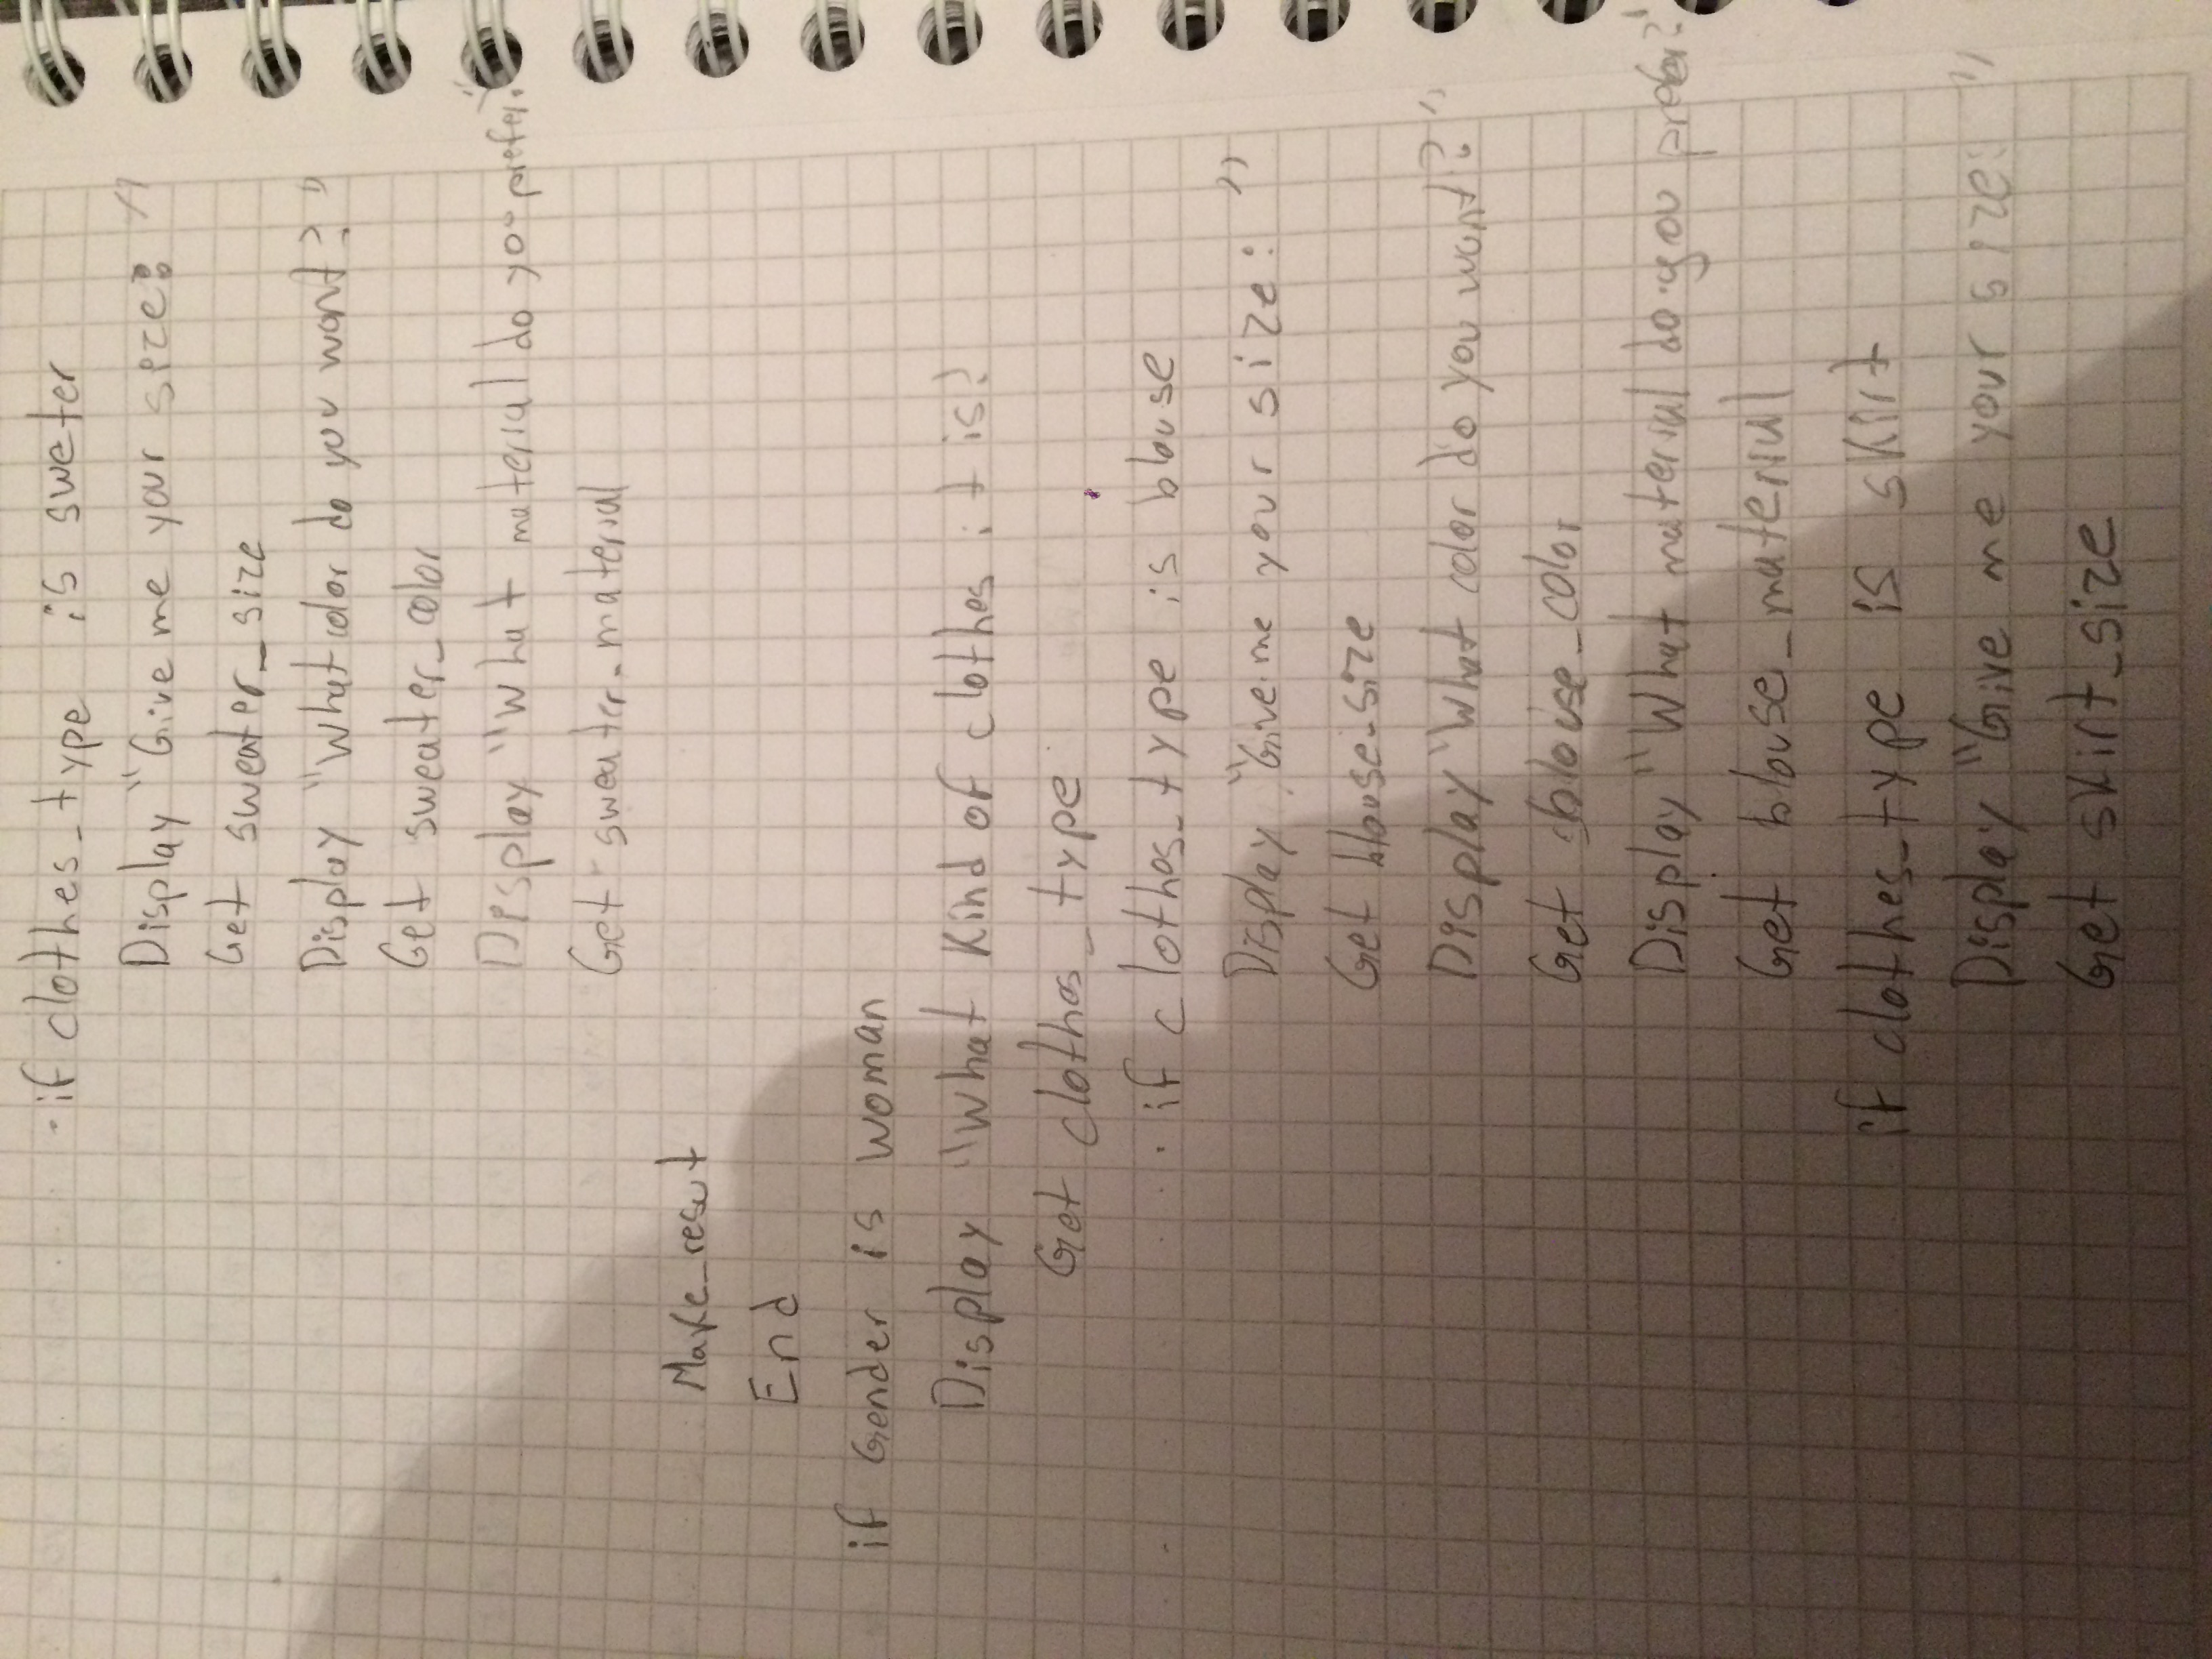 if clothes_type is sweter
Display "Give me your size: "
Get sweater_size
Display "What color do you want? "
Get sweater_color
Display "What material do you prefer? "
Get sweater_material
Make_resut
End
if Gender is woman
Display "What Kind of clothes it is?
Get clothes_type
if clothes_type is blouse
Display "Give me your size: "
Get blouse_size
Display "What color do you want? "
Get blouse_color
Display "What material do you prefer? "
Get blouse_material
if clothes_type is skirt
Display "Give me your size: "
Get skirt_size